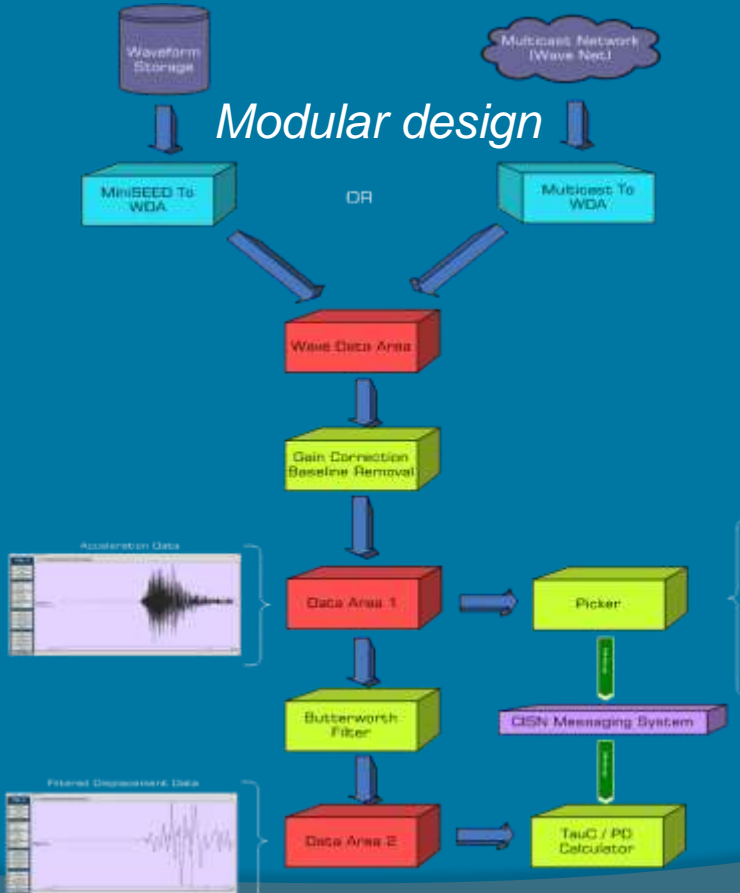 Waveform
Storage
Multicast Network
(Wave Net)
Modular design
MiniSEED To
WDA
OR
Multicast To
WDA
Wave Data Area
Gain Correction
Baseline Removal
Acceleration Data
Data Area 1
Picker
Butterworth
Filter
CISN Messaging System
Filtered Displacement Data
Data Area 2
TauC / PD
Calculator